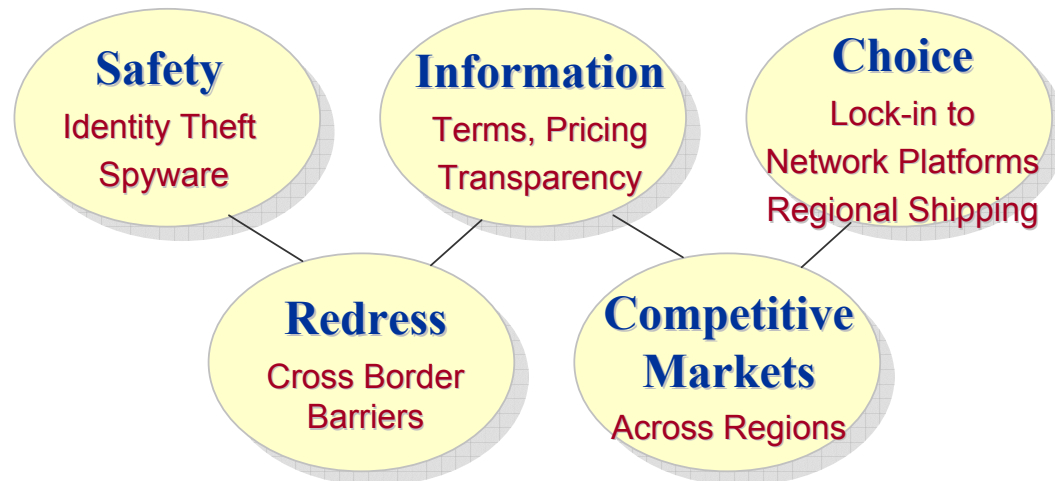 Safety
Identity Theft
Spyware
Information
Terms, Pricing
Transparency
Choice
Lock-in to
Network Platforms
Regional Shipping
Redress
Cross Border
Barriers
Competitive
Markets
Across Regions